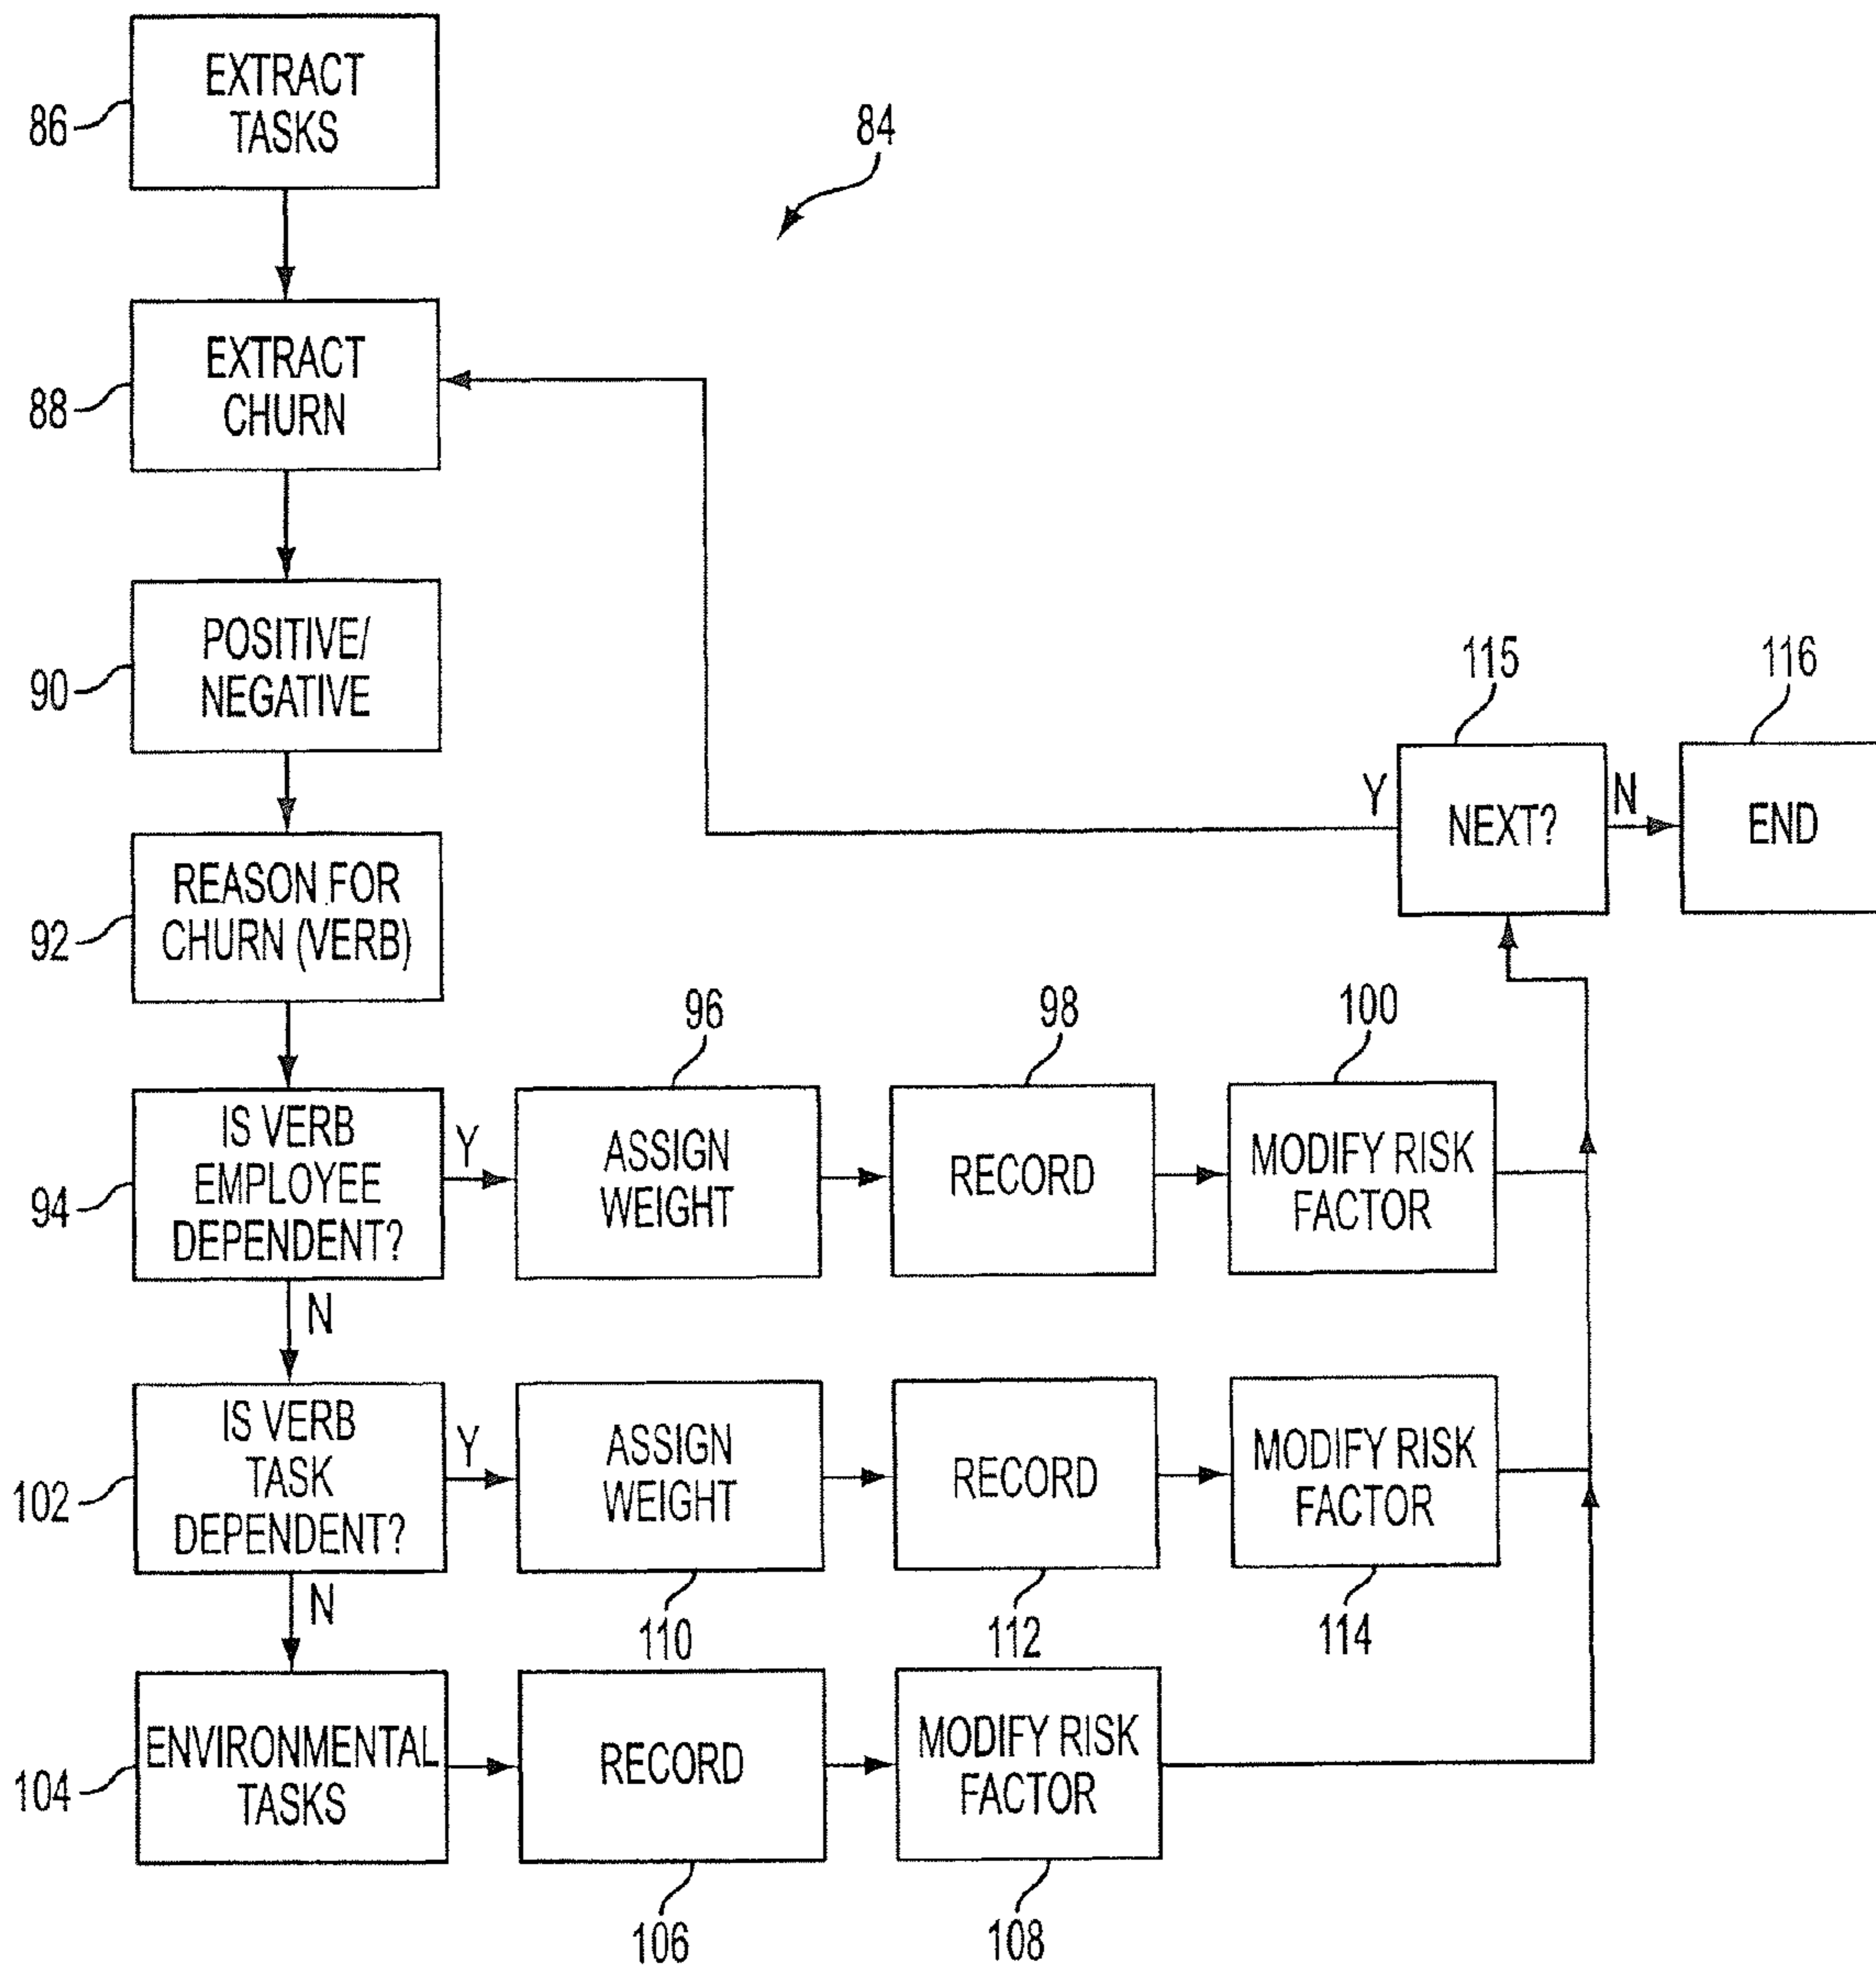 EXTRACT
TASKS
86
84
EXTRACT
CHURN
88
POSITIVE/
NEGATIVE
90
115
116
Y
NEXT?
N
END
REASON FOR
CHURN (VERB)
92
96
98
100
IS VERB
EMPLOYEE
DEPENDENT?
94
Y
ASSIGN
WEIGHT
RECORD
MODIFY RISK
FACTOR
N
IS VERB
TASK
DEPENDENT?
102
Y
ASSIGN
WEIGHT
RECORD
MODIFY RISK
FACTOR
N
110
112
114
ENVIRONMENTAL
TASKS
104
RECORD
MODIFY RISK
FACTOR
106
108